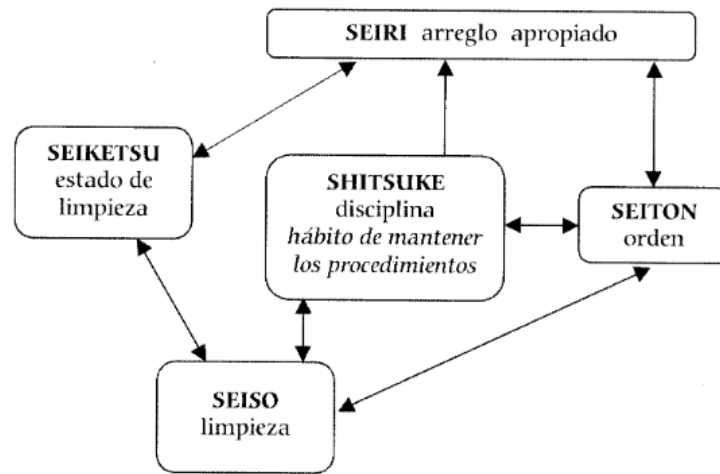 SEIRI arreglo apropiado
SEIKETSU
estado de
limpieza
SHITSUKE
disciplina
hábito de mantener
los procedimientos
SEITON
orden
SEISO
limpieza